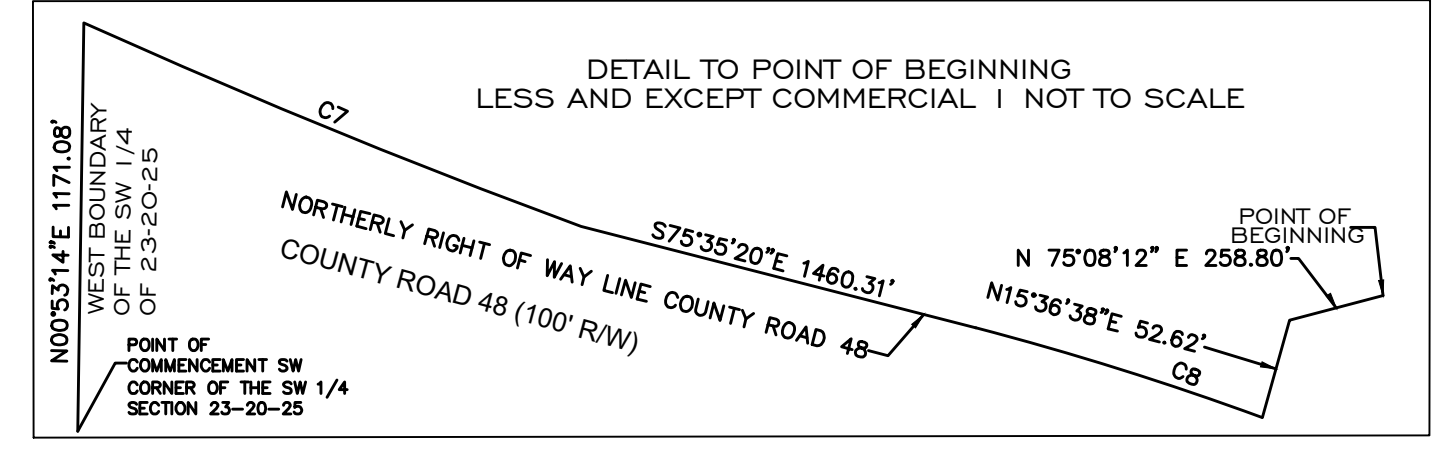 DETAIL TO POINT OF BEGINNING
LESS AND EXCEPT COMMERCIAL 1 NOT TO SCALE
C7
N00°53'14"E 1171.08'
WEST BOUNDARY
OF THE SW 1/4
OF 23-20-25
NORTHERLY RIGHT OF WAY LINE COUNTY ROAD 48
COUNTY ROAD 48 (100' R/W)
S75°35'20"E 1460.31'
POINT OF
BEGINNING
N 75°08'12" E 258.80'
N15°36'38"E 52.62'
C8
POINT OF
COMMENCEMENT SW
CORNER OF THE SW 1/4
SECTION 23-20-25